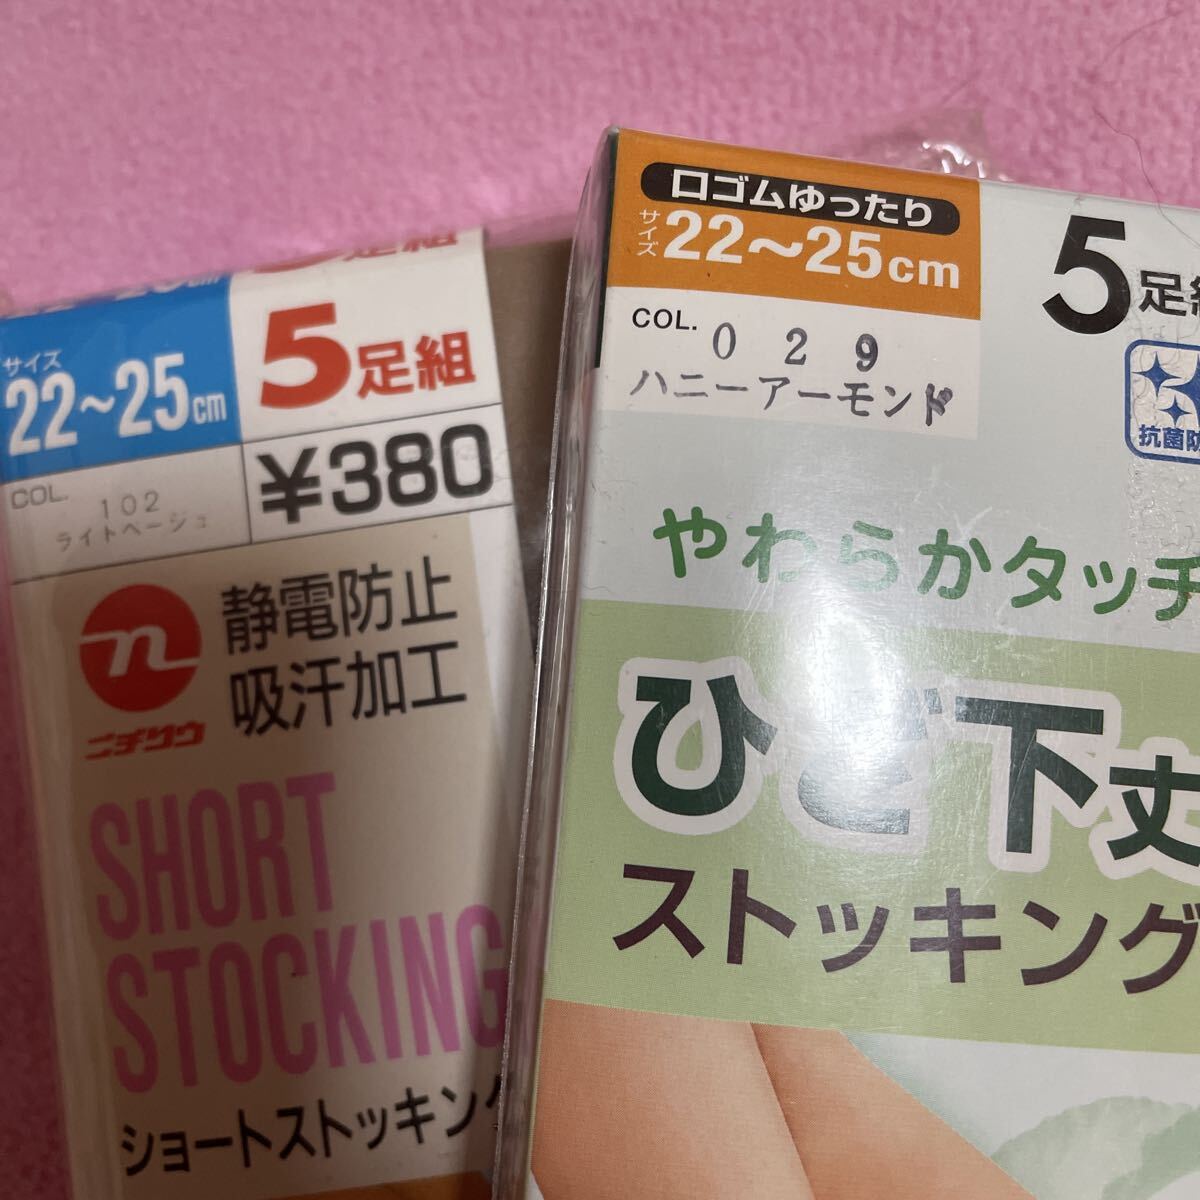 5足組
サイズ
22～25cm
5足組
COL.
102
ライトベージュ
¥380
静電防止
吸汗加工
n
ニチリウ
SHORT
STOCKING
ショートストッキング
口ゴムゆったり
サイズ
22～25cm
5足組
COL.
029
ハニーアーモンド
抗菌防
やわらかタッチ
ひざ下丈
ストッキング